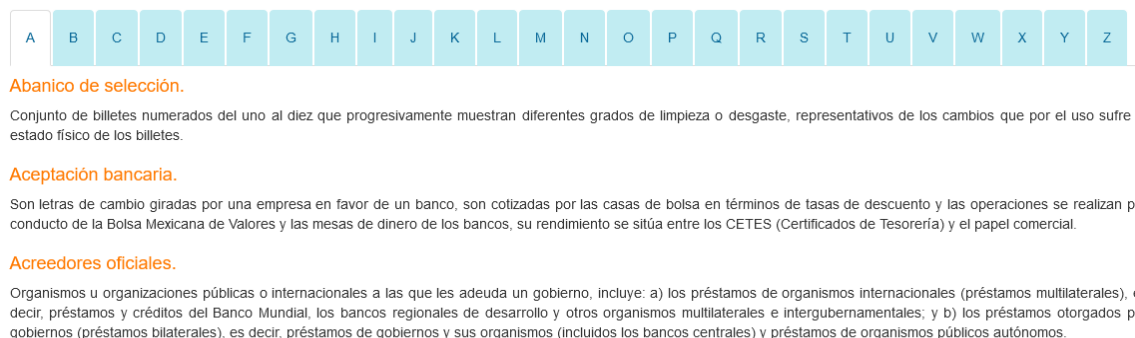 A B C D E F G H I J K L M N O P Q R S T U V W X Y Z
Abanico de selección.
Conjunto de billetes numerados del uno al diez que progresivamente muestran diferentes grados de limpieza o desgaste, representativos de los cambios que por el uso sufre
estado físico de los billetes.
Aceptación bancaria.
Son letras de cambio giradas por una empresa en favor de un banco, son cotizadas por las casas de bolsa en términos de tasas de descuento y las operaciones se realizan
conducto de la Bolsa Mexicana de Valores y las mesas de dinero de los bancos, su rendimiento se sitúa entre los CETES (Certificados de Tesorería) y el papel comercial.
Acreedores oficiales.
Organismos u organizaciones públicas o internacionales a las que les adeuda un gobierno, incluye: a) los préstamos de organismos internacionales (préstamos multilaterales),
decir, préstamos y créditos del Banco Mundial, los bancos regionales de desarrollo y otros organismos multilaterales e intergubernamentales; y b) los préstamos otorgados
gobiernos (préstamos bilaterales), es decir, préstamos de gobiernos y sus organismos (incluidos los bancos centrales) y préstamos de organismos públicos autónomos.